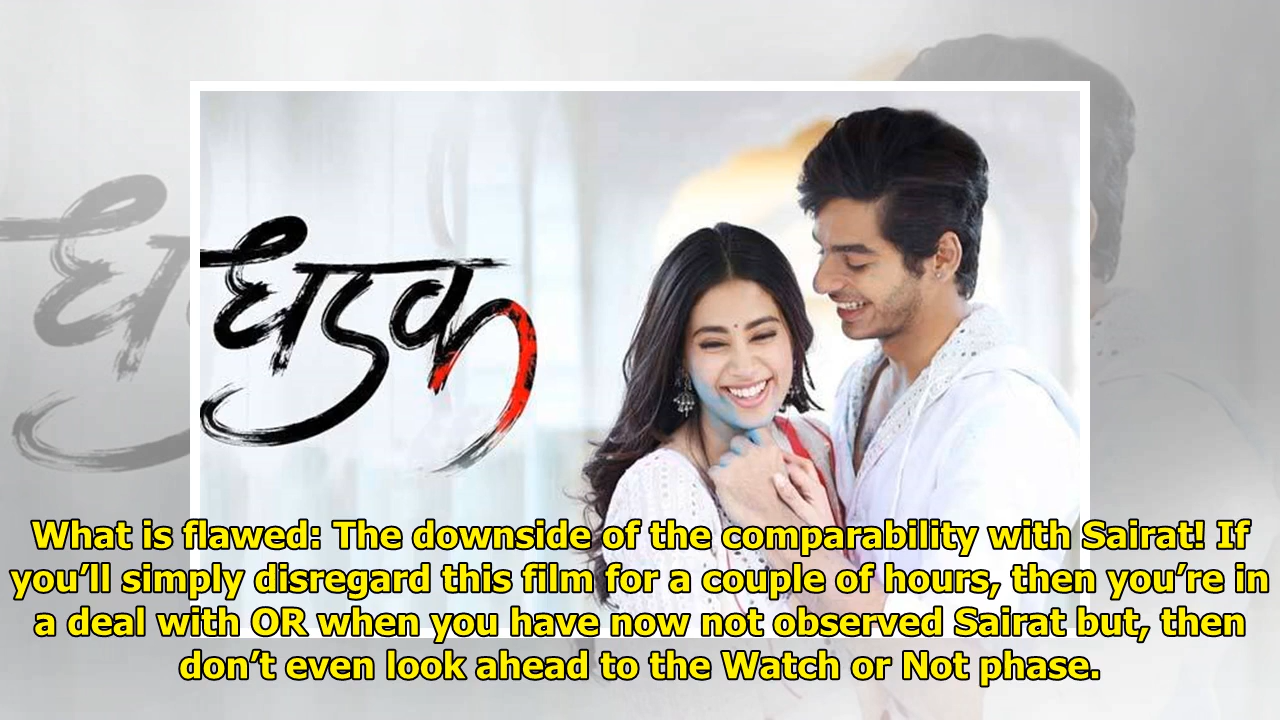 धड़क
What is flawed: The downside of the comparability with Sairat! If
you’ll simply disregard this film for a couple of hours, then you’re in
a deal with OR when you have now not observed Sairat but, then
don’t even look ahead to the Watch or Not phase.